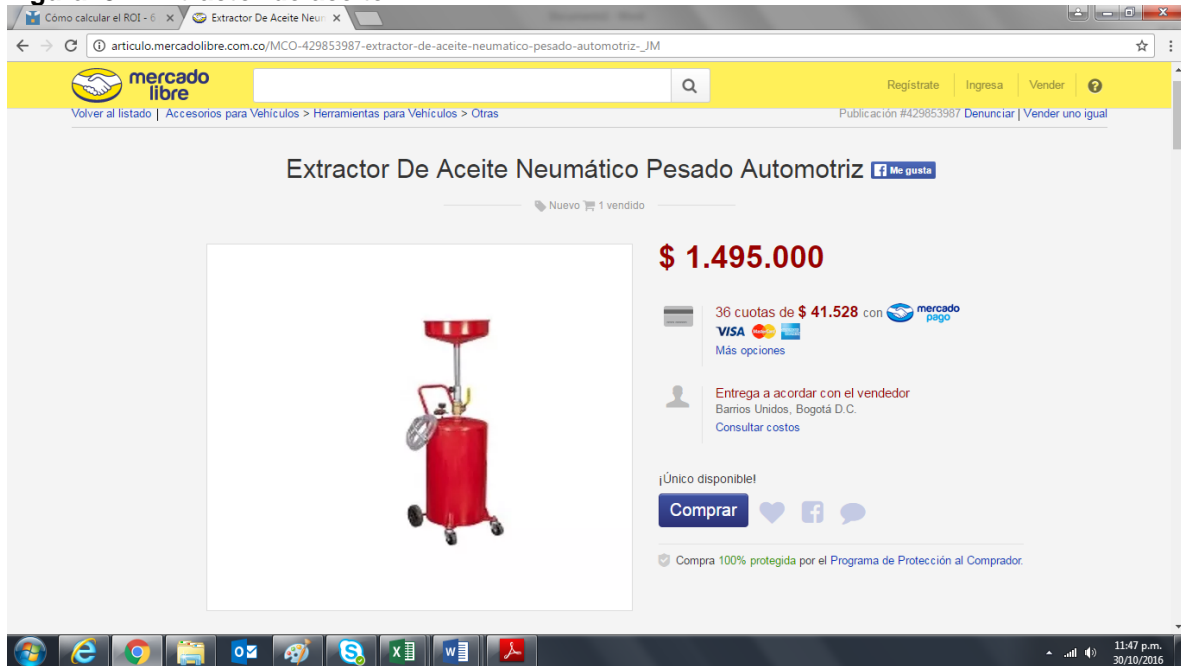 Cómo calcular el ROI - 6
Extractor De Aceite Neun
articulo.mercadolibre.com.co/MCO-429853987-extractor-de-aceite-neumatico-pesado-automotriz-_JM
mercado
libre
Regístrate Ingresa Vender ?
Volver al listado | Accesorios para Vehículos > Herramientas para Vehículos > Otras
Publicación #429853987 Denunciar | Vender uno igual
Extractor De Aceite Neumático Pesado Automotriz Me gusta
Nuevo 1 vendido
$ 1.495.000
36 cuotas de $ 41.528 con mercado pago
VISA
Más opciones
Entrega a acordar con el vendedor
Barrios Unidos, Bogotá D.C.
Consultar costos
¡Único disponible!
Comprar
Compra 100% protegida por el Programa de Protección al Comprador.
11:47 p.m.
30/10/2016